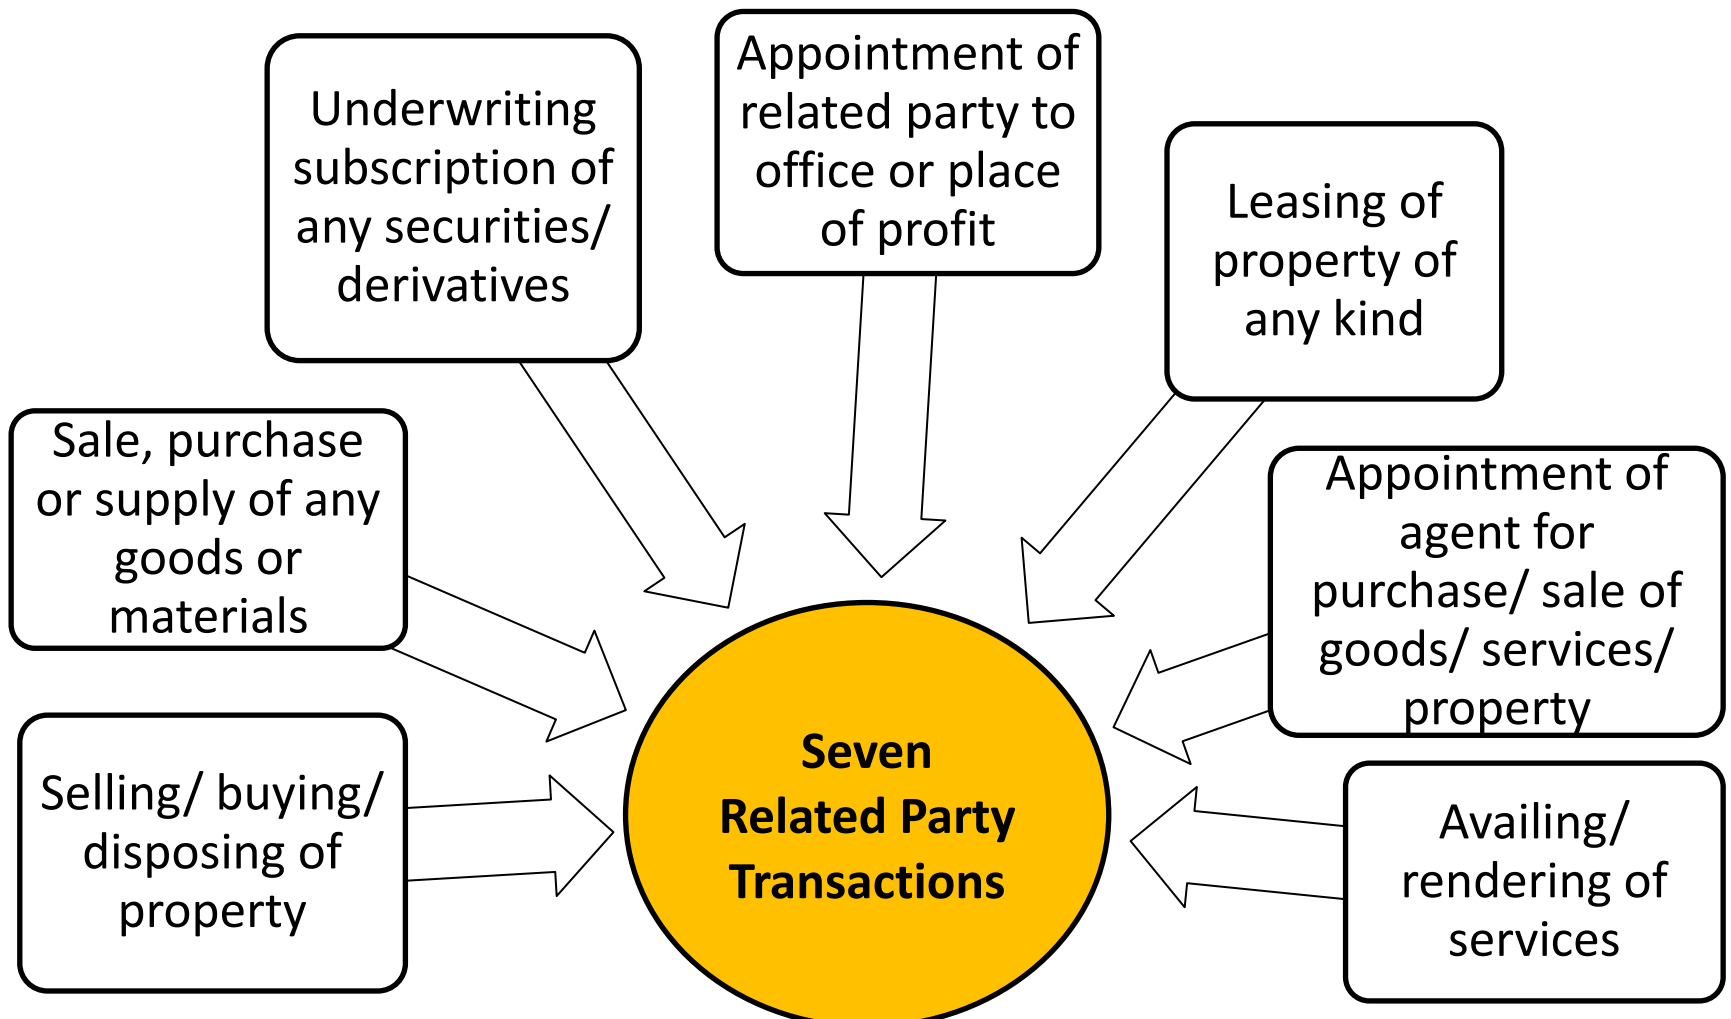 Underwriting
subscription of
any securities/
derivatives
Appointment of
related party to
office or place
of profit
Leasing of
property of
any kind
Sale, purchase
or supply of any
goods or
materials
Appointment of
agent for
purchase/ sale of
goods/ services/
property
Selling/ buying/
disposing of
property
Seven
Related Party
Transactions
Availing/
rendering of
services